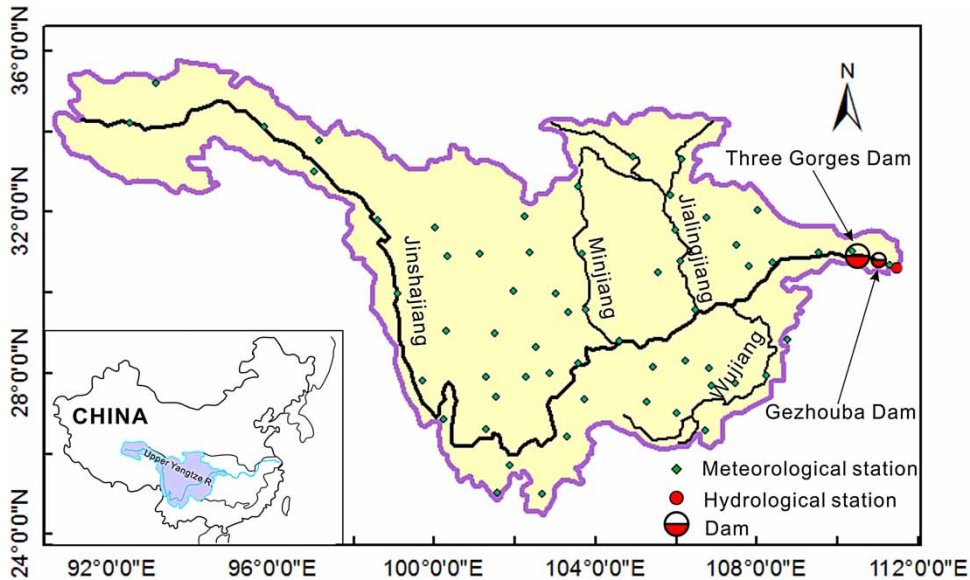 36°0'0"N
32°0'0"N
28°0'0"N
24°0'0"N
N
Three Gorges Dam
Jinshajiang
Minjiang
Jialingjiang
Wujiang
Gezhouba Dam
CHINA
Upper Yangtze R.
Meteorological station
Hydrological station
Dam
92°0'0"E
96°0'0"E
100°0'0"E
104°0'0"E
108°0'0"E
112°0'0"E